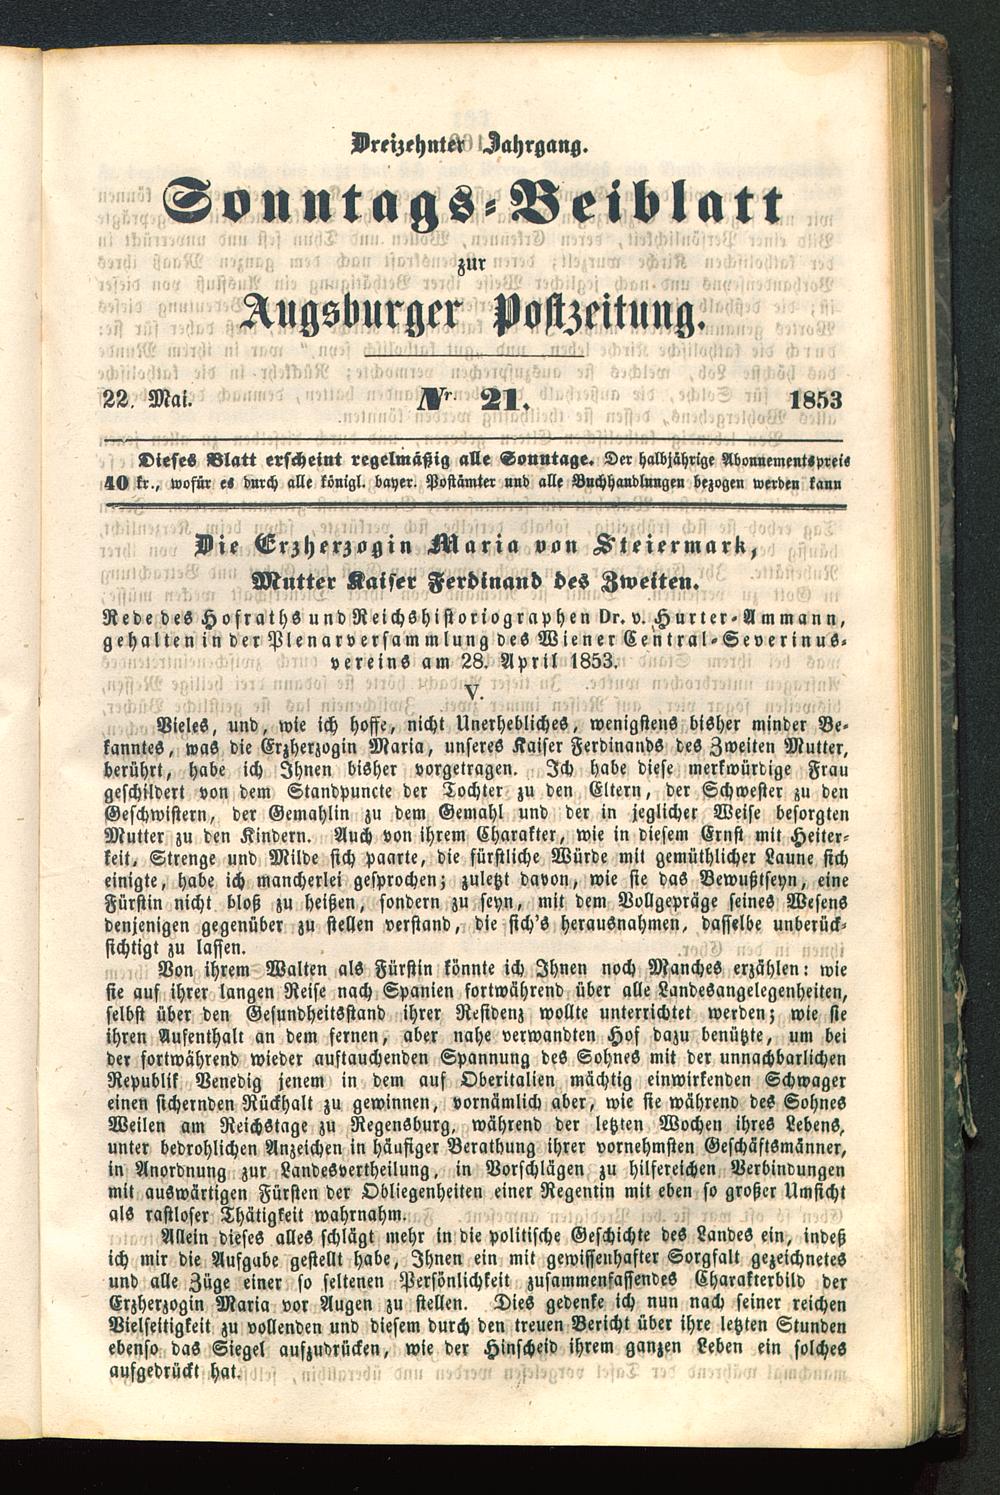 Dreizehnter Jahrgang.
Sonntags-Beiblatt
zur
Augsburger Postzeitung.
22. Mai. Nr. 21. 1853
Dieses Blatt erscheint regelmäßig alle Sonntage. Der halbjährige Abonnementspreis
40 kr., wofür es durch alle königl. bayer. Postämter und alle Buchhandlungen bezogen werden kann
Die Erzherzogin Maria von Steiermark,
Mutter Kaiser Ferdinand des Zweiten.
Rede des Hofraths und Reichshistoriographen Dr. v. Hurter-Ammann,
gehalten in der Plenarversammlung des Wiener Central-Severinus-
vereins am 28. April 1853.
V.
Vieles, und, wie ich hoffe, nicht Unerhebliches, wenigstens bisher minder Be-
kanntes, was die Erzherzogin Maria, unseres Kaiser Ferdinands des Zweiten Mutter,
berührt, habe ich Ihnen bisher vorgetragen. Ich habe diese merkwürdige Frau
geschildert von dem Standpuncte der Tochter zu den Eltern, der Schwester zu den
Geschwistern, der Gemahlin zu dem Gemahl und der in jeglicher Weise besorgten
Mutter zu den Kindern. Auch von ihrem Charakter, wie in diesem Ernst mit Heiter-
keit, Strenge und Milde sich paarte, die fürstliche Würde mit gemüthlicher Laune sich
einigte, habe ich mancherlei gesprochen; zuletzt davon, wie sie das Bewußtseyn, eine
Fürstin nicht bloß zu heißen, sondern zu seyn, mit dem Vollgepräge seines Wesens
denjenigen gegenüber zu stellen verstand, die sich's herausnahmen, dasselbe unberück-
sichtigt zu lassen.
Von ihrem Walten als Fürstin könnte ich Ihnen noch Manches erzählen: wie
sie auf ihrer langen Reise nach Spanien fortwährend über alle Landesangelegenheiten,
selbst über den Gesundheitsstand ihrer Residenz wollte unterrichtet werden; wie sie
ihren Aufenthalt an dem fernen, aber nahe verwandten Hof dazu benützte, um bei
der fortwährend wieder auftauchenden Spannung des Sohnes mit der unnachbarlichen
Republik Venedig jenem in dem auf Oberitalien mächtig einwirkenden Schwager
einen sichernden Rückhalt zu gewinnen, vornämlich aber, wie sie während des Sohnes
Weilen am Reichstage zu Regensburg, während der letzten Wochen ihres Lebens,
unter bedrohlichen Anzeichen in häufiger Berathung ihrer vornehmsten Geschäftsmänner,
in Anordnung zur Landesvertheilung, in Vorschlägen zu hilfereichen Verbindungen
mit auswärtigen Fürsten der Obliegenheiten einer Regentin mit eben so großer Umsicht
als rastloser Thätigkeit wahrnahm.
Allein dieses alles schlägt mehr in die politische Geschichte des Landes ein, indeß
ich mir die Aufgabe gestellt habe, Ihnen ein mit gewissenhafter Sorgfalt gezeichnetes
und alle Züge einer so seltenen Persönlichkeit zusammenfassendes Charakterbild der
Erzherzogin Maria vor Augen zu stellen. Dies gedenke ich nun nach seiner reichen
Vielseitigkeit zu vollenden und diesem durch den treuen Bericht über ihre letzten Stunden
ebenso das Siegel aufzudrücken, wie der Hinscheid ihrem ganzen Leben ein solches
aufgedrückt hat.